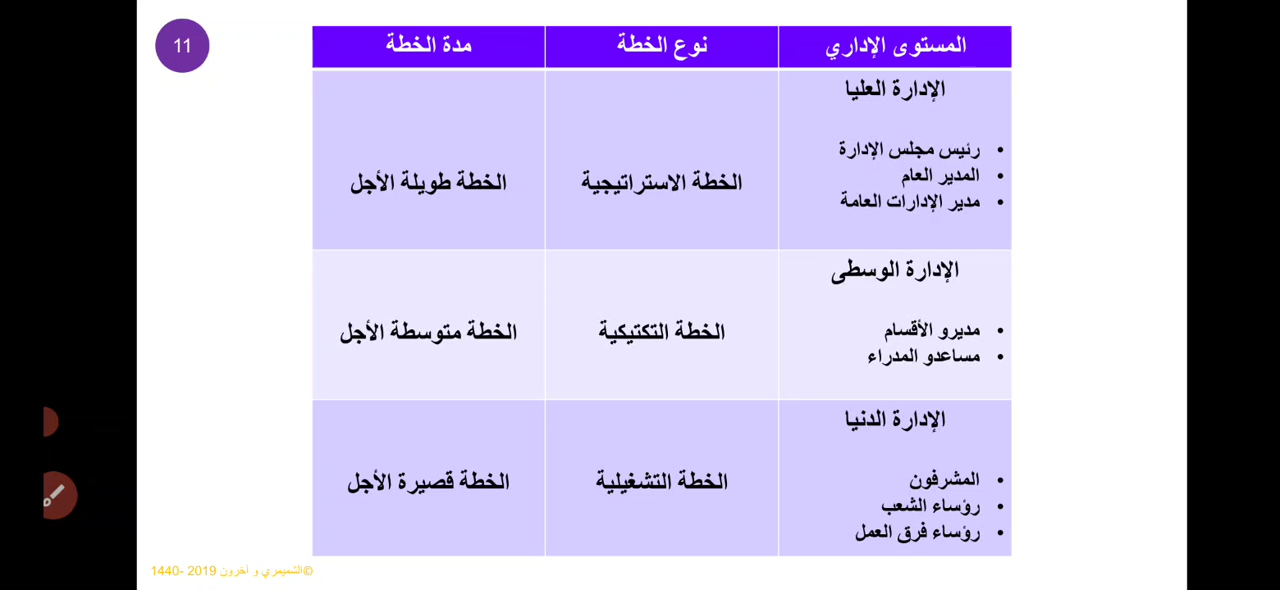 11
المستوى الإداري
نوع الخطة
مدة الخطة
الإدارة العليا
• رئيس مجلس الإدارة
• المدير العام
• مدير الإدارات العامة
الخطة الاستراتيجية
الخطة طويلة الأجل
الإدارة الوسطى
• مديرو الأقسام
• مساعدو المدراء
الخطة التكتيكية
الخطة متوسطة الأجل
الإدارة الدنيا
• المشرفون
• رؤساء الشعب
• رؤساء فرق العمل
الخطة التشغيلية
الخطة قصيرة الأجل
©الشميمري و آخرون 2019 -1440